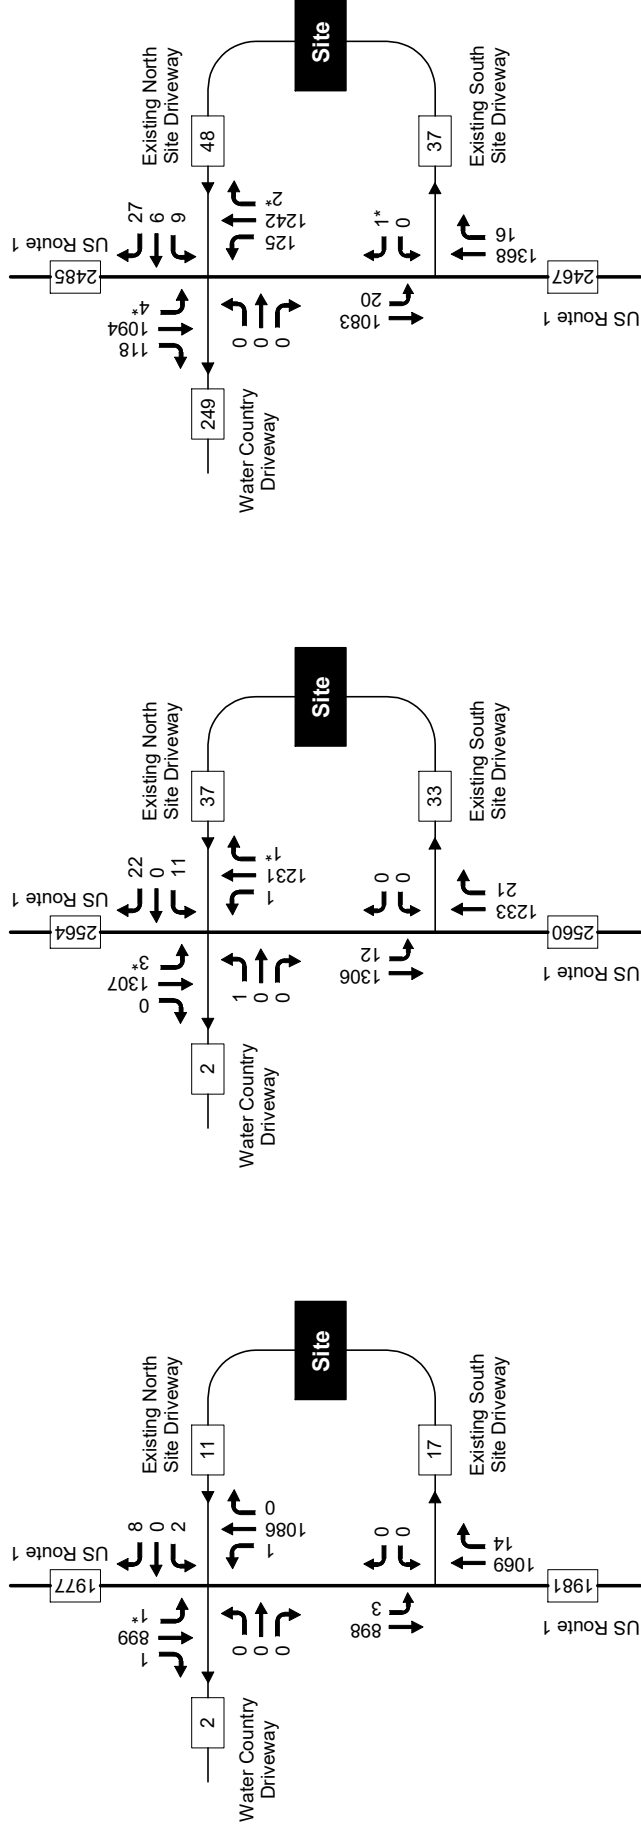 Site
Existing North
Site Driveway
48
US Route 1
2485
27
6
9
2*
1242
125
4*
1094
118
0
0
0
249
Water Country
Driveway
1*
0
20
1083
16
1368
37
Existing South
Site Driveway
2467
US Route 1
Site
Existing North
Site Driveway
37
US Route 1
2564
22
0
11
1*
1231
1
3*
1307
0
1
0
0
2
Water Country
Driveway
0
0
12
1306
21
1233
33
Existing South
Site Driveway
2560
US Route 1
Site
Existing North
Site Driveway
11
US Route 1
1977
8
0
2
0
1086
1
1*
899
1
0
0
0
2
Water Country
Driveway
0
0
3
898
14
1069
17
Existing South
Site Driveway
1981
US Route 1